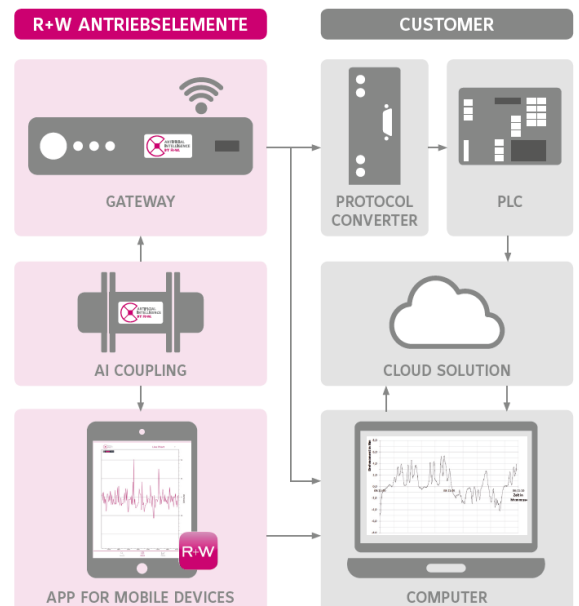 R+W ANTRIEBSELEMENTE
CUSTOMER
GATEWAY
PROTOCOL
CONVERTER
PLC
AI COUPLING
CLOUD SOLUTION
R+W
APP FOR MOBILE DEVICES
COMPUTER